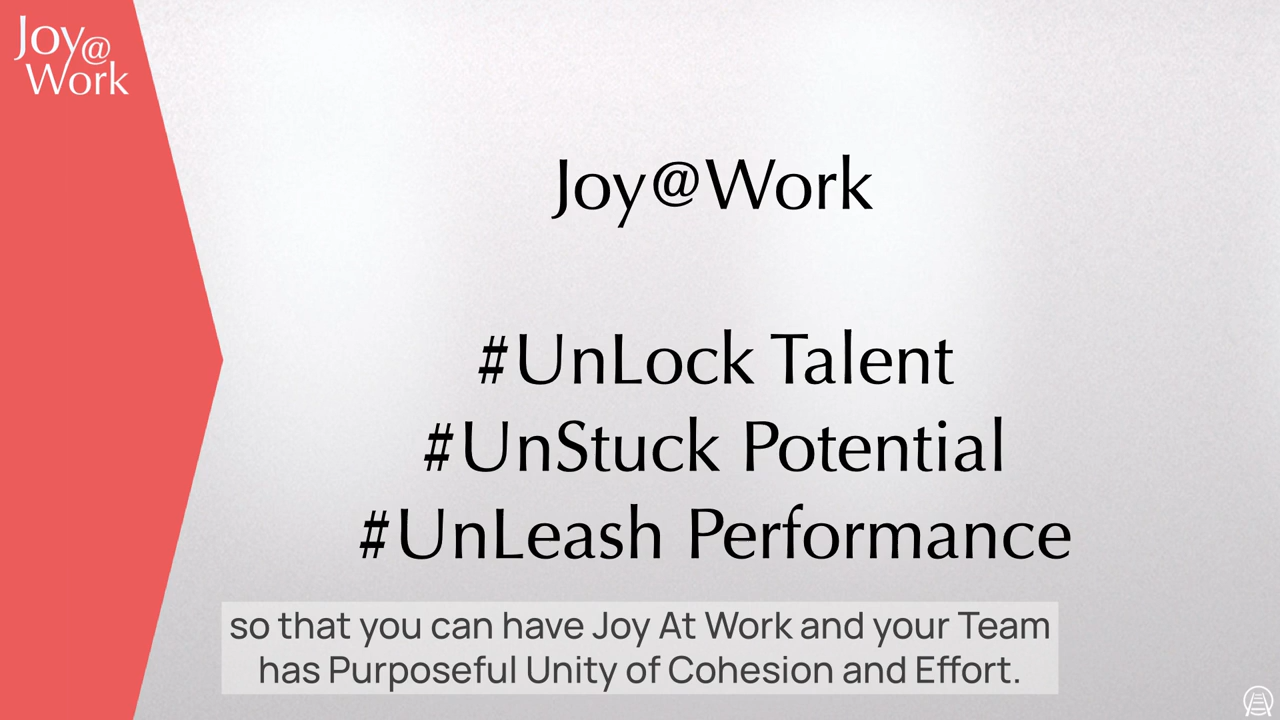 Joy@
Work
Joy@Work
#UnLock Talent
#UnStuck Potential
#UnLeash Performance
so that you can have Joy At Work and your Team
has Purposeful Unity of Cohesion and Effort.